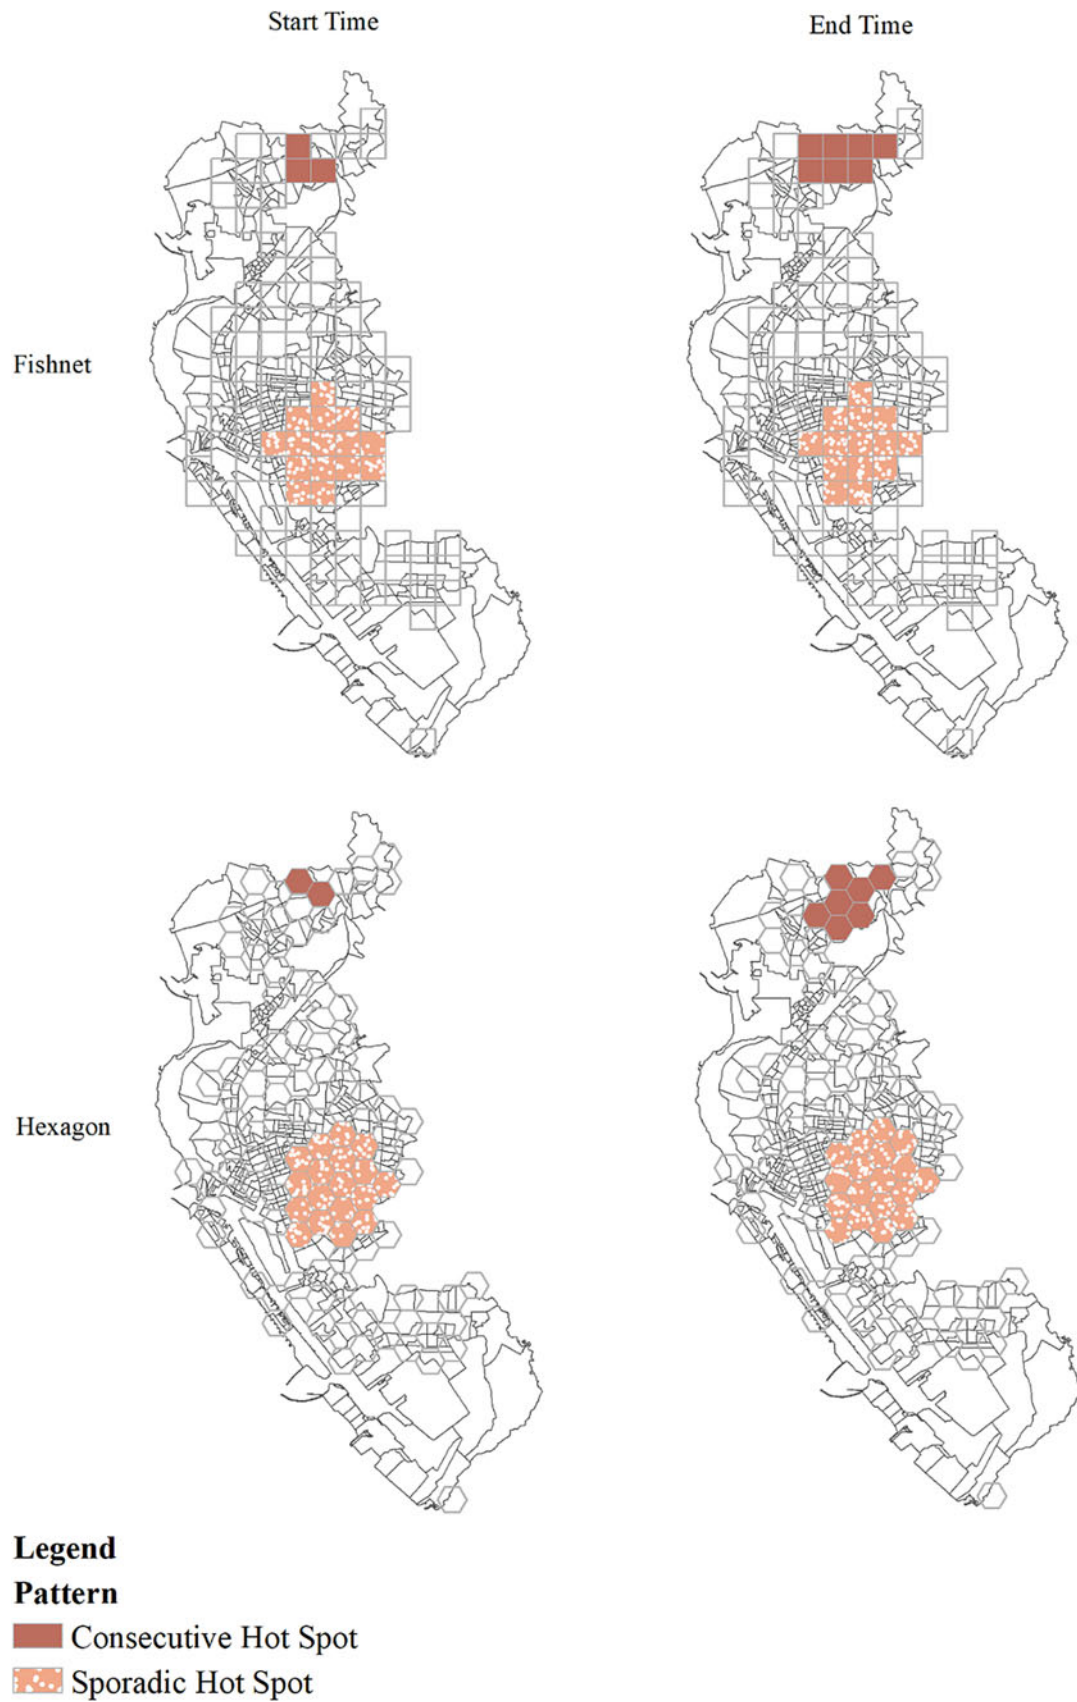 Start Time
End Time
Fishnet
Hexagon
Legend
Pattern
Consecutive Hot Spot
Sporadic Hot Spot